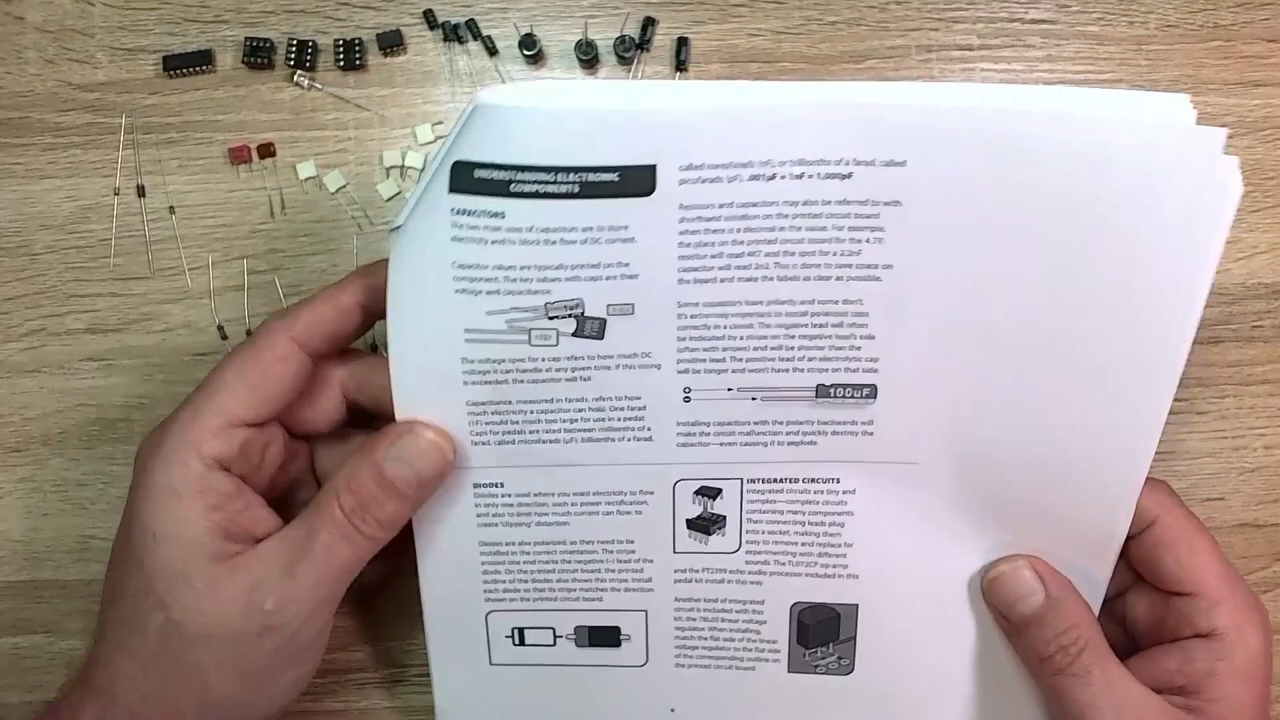 UNDERSTANDING ELECTRONIC
COMPONENTS
CAPACITORS
The two main uses of capacitors are to store
electricity and to block the flow of DC current.
Capacitor values are typically printed on the
component. The key values with caps are their
voltage and capacitance.
1uF
The voltage spec for a cap refers to how much DC
voltage it can handle at any given time. If this rating
is exceeded, the capacitor will fail.
Capacitance, measured in farads, refers to how
much electricity a capacitor can hold. One farad
(1F) would be much too large for use in a pedal
Caps for pedals are rated between millionths of a
farad, called microfarads (µF), billionths of a farad,
called nanofarads (nF), or trillionths of a farad, called
picofarads (pF). .001µF = 1nF = 1,000pF
Resistors and capacitors may also be referred to with
shorthand notation on the printed circuit board
when there is a decimal in the value. For example,
the place on the printed circuit board for the 4.7K
resistor will read 4K7 and the spot for a 2.2nF
capacitor will read 2n2. This is done to save space on
the board and make the labels as clear as possible.
Some capacitors have polarity and some don't.
It's extremely important to install polarized caps
correctly in a circuit. The negative lead will often
be indicated by a stripe on the negative lead's side
(often with arrows) and will be shorter than the
positive lead. The positive lead of an electrolytic cap
will be longer and won't have the stripe on that side.
100uF
Installing capacitors with the polarity backwards will
make the circuit malfunction and quickly destroy the
capacitor—even causing it to explode.
DIODES
Diodes are used where you want electricity to flow
in only one direction, such as power rectification,
and also to limit how much current can flow, to
create "clipping" distortion.
Diodes are also polarized, so they need to be
installed in the correct orientation. The stripe
around one end marks the negative (–) lead of the
diode. On the printed circuit board, the printed
outline of the diodes also shows this stripe. Install
each diode so that its stripe matches the direction
shown on the printed circuit board.
INTEGRATED CIRCUITS
Integrated circuits are tiny and
complex—complete circuits
containing many components.
Their connecting leads plug
into a socket, making them
easy to remove and replace for
experimenting with different
sounds. The TL072CP op-amp
and the PT2399 echo audio processor included in this
pedal kit install in this way.
Another kind of integrated
circuit is included with this
kit, the 78L05 linear voltage
regulator. When installing,
match the flat side of the linear
voltage regulator to the flat side
of the corresponding outline on
the printed circuit board.